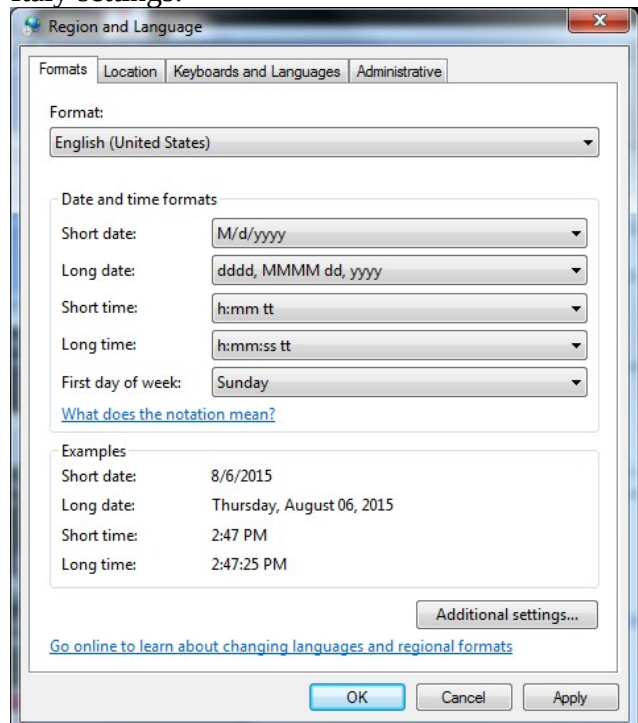 Italy settings.
Region and Language
Formats Location Keyboards and Languages Administrative
Format:
English (United States)
Date and time formats
Short date: M/d/yyyy
Long date: dddd, MMMM dd, yyyy
Short time: h:mm tt
Long time: h:mm:ss tt
First day of week: Sunday
What does the notation mean?
Examples
Short date: 8/6/2015
Long date: Thursday, August 06, 2015
Short time: 2:47 PM
Long time: 2:47:25 PM
Additional settings...
Go online to learn about changing languages and regional formats
OK Cancel Apply